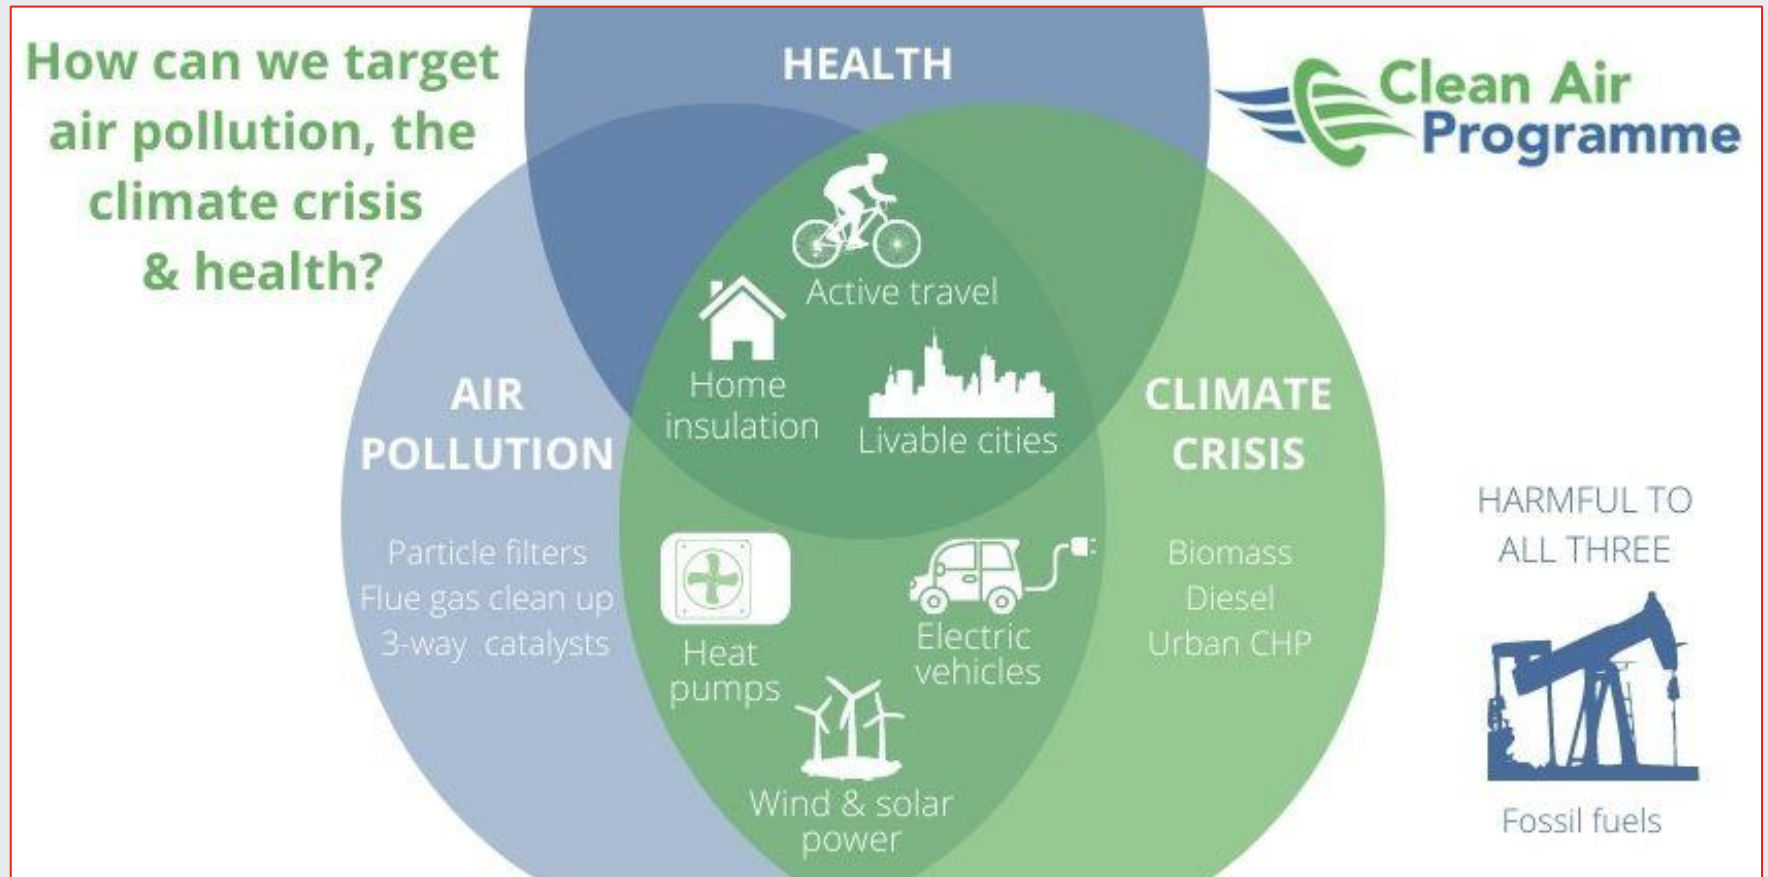 How can we target
air pollution, the
climate crisis
& health?
HEALTH
Clean Air
Programme
Active travel
Home
insulation
Livable cities
AIR
POLLUTION
Particle filters
Flue gas clean up
3-way catalysts
CLIMATE
CRISIS
Biomass
Diesel
Urban CHP
Heat
pumps
Electric
vehicles
Wind & solar
power
HARMFUL TO
ALL THREE
Fossil fuels